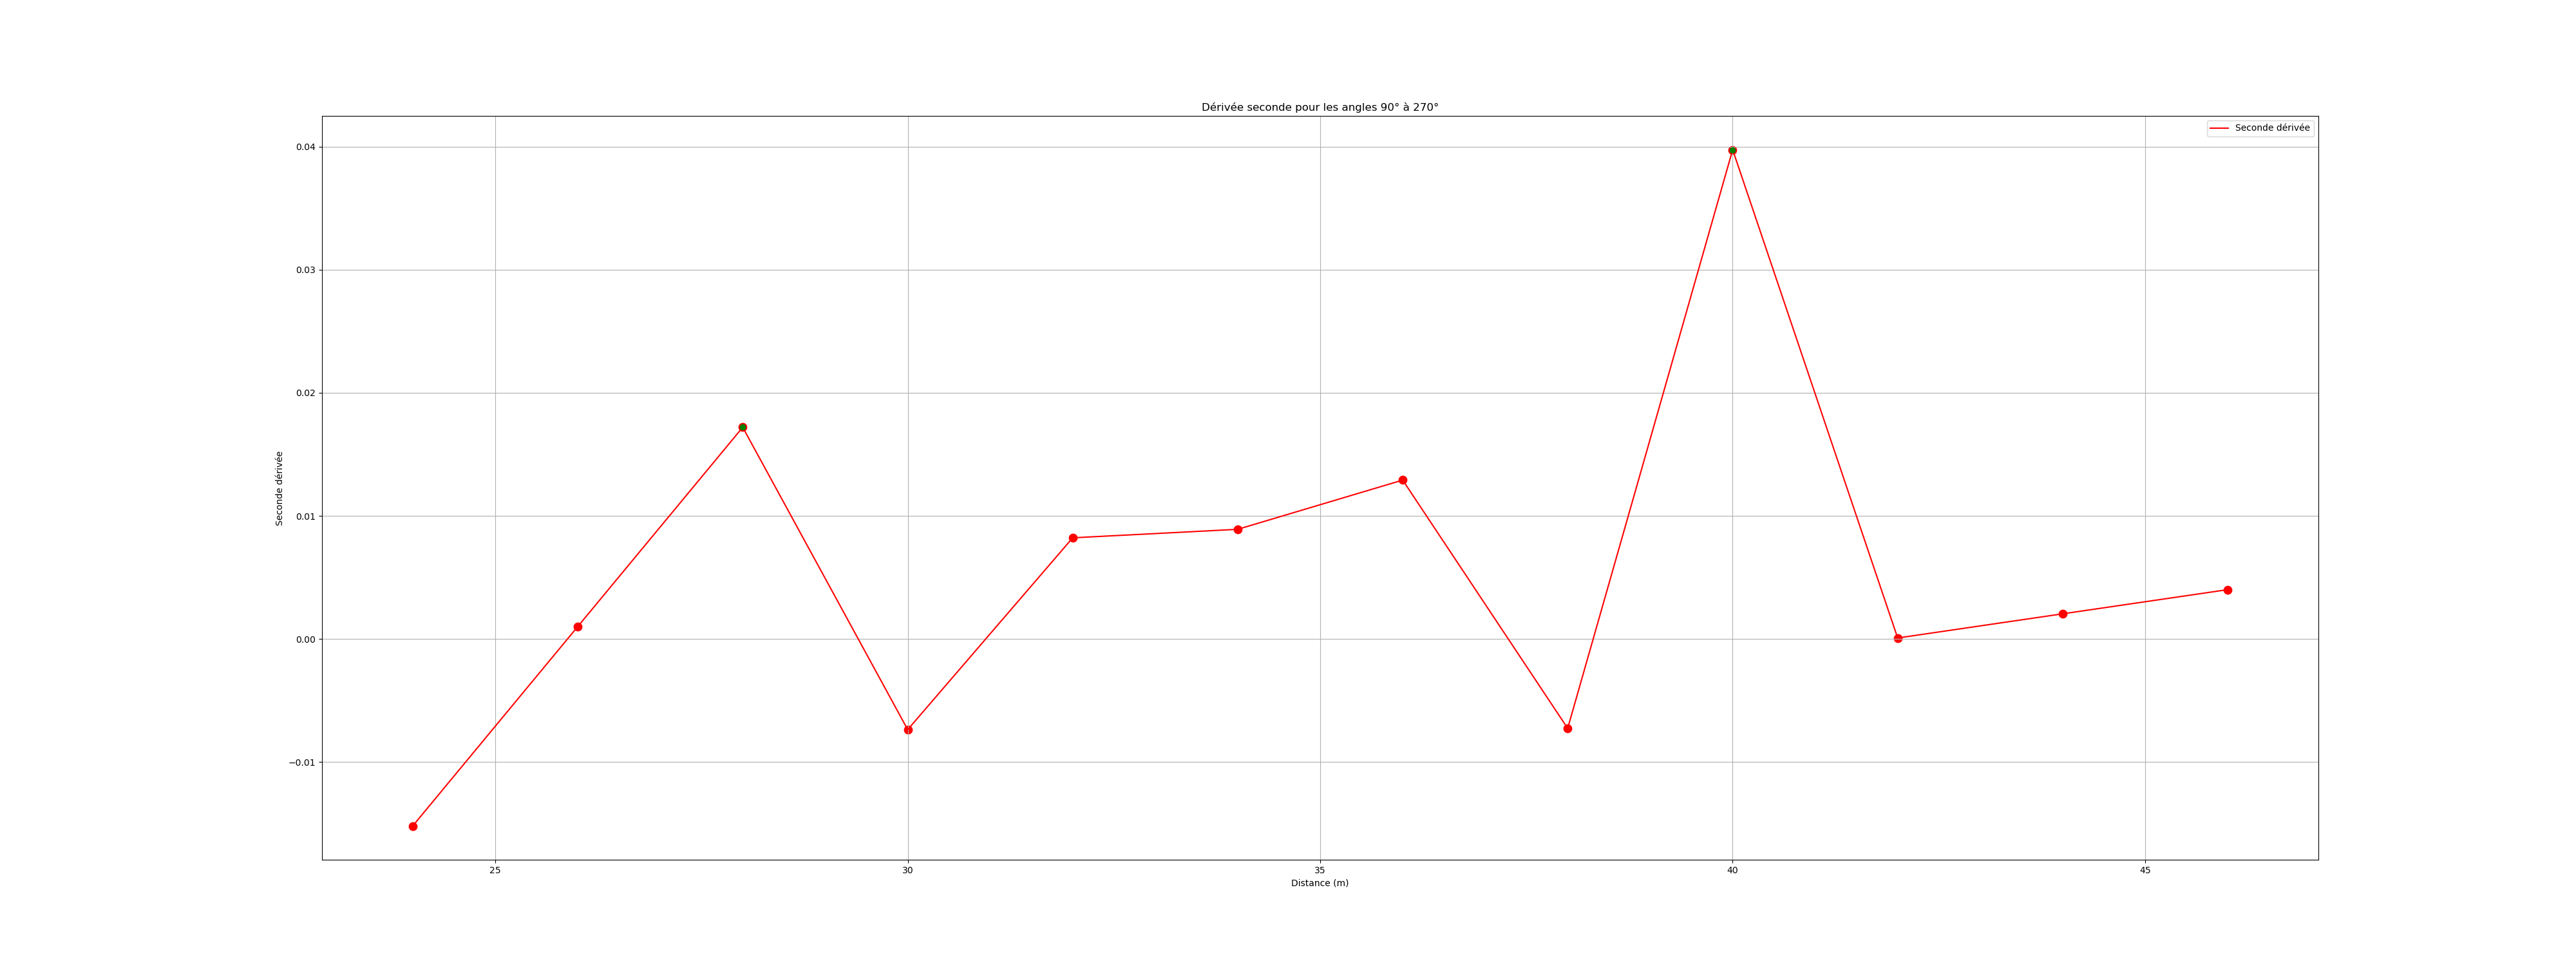 Dérivée seconde pour les angles 90° à 270°
Seconde dérivée
0.04
0.03
0.02
0.01
0.00
−0.01
Seconde dérivée
25
30
35
40
45
Distance (m)